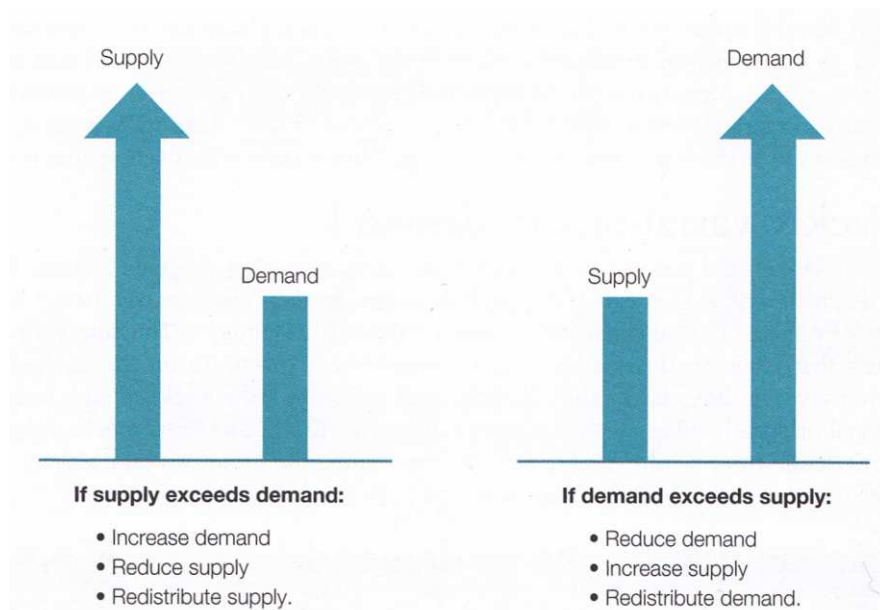 Supply
Demand
If supply exceeds demand:
• Increase demand
• Reduce supply
• Redistribute supply.
Demand
Supply
If demand exceeds supply:
• Reduce demand
• Increase supply
• Redistribute demand.